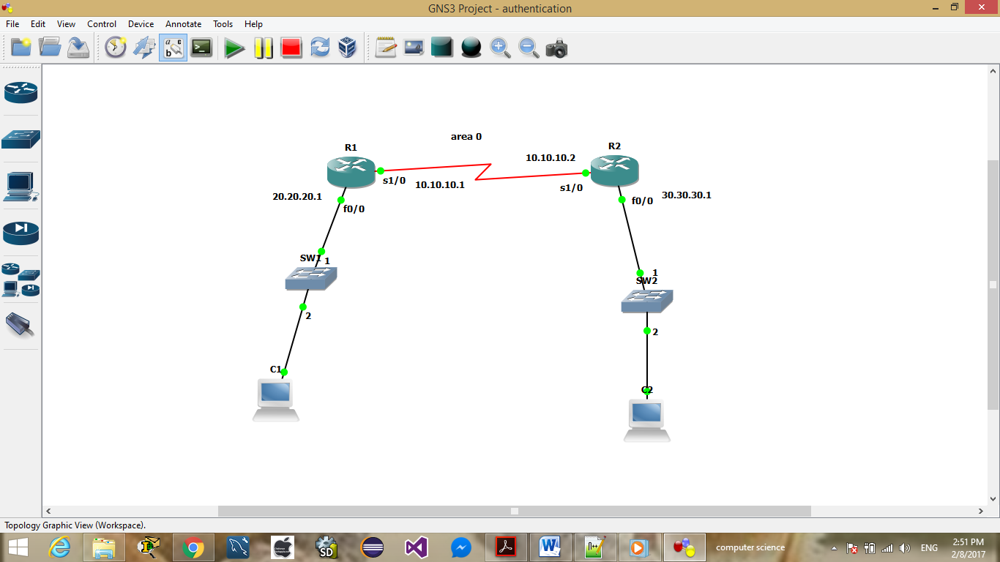 GNS3 Project - authentication
File Edit View Control Device Annotate Tools Help
area 0
R1
R2
10.10.10.2
s1/0
10.10.10.1
s1/0
20.20.20.1
f0/0
f0/0
30.30.30.1
SW1
1
1
SW2
2
2
C1
C2
Topology Graphic View (Workspace).
computer science
ENG
2:51 PM
2/8/2017